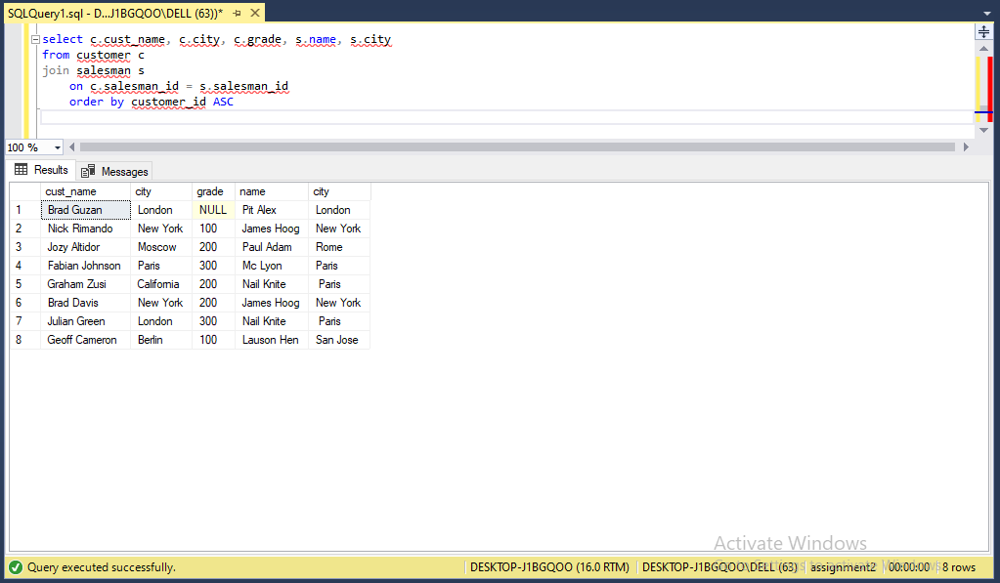 SQLQuery1.sql - D...J1BGQOO\DELL (63))*
select c.cust_name, c.city, c.grade, s.name, s.city
from customer c
join salesman s
on c.salesman_id = s.salesman_id
order by customer_id ASC
100 %
Results Messages
cust_name city grade name city
1 Brad Guzan London NULL Pit Alex London
2 Nick Rimando New York 100 James Hoog New York
3 Jozy Altidor Moscow 200 Paul Adam Rome
4 Fabian Johnson Paris 300 Mc Lyon Paris
5 Graham Zusi California 200 Nail Knite Paris
6 Brad Davis New York 200 James Hoog New York
7 Julian Green London 300 Nail Knite Paris
8 Geoff Cameron Berlin 100 Lauson Hen San Jose
Activate Windows
Query executed successfully. DESKTOP-J1BGQOO (16.0 RTM) DESKTOP-J1BGQOO\DELL (63) assignment2 00:00:00 8 rows